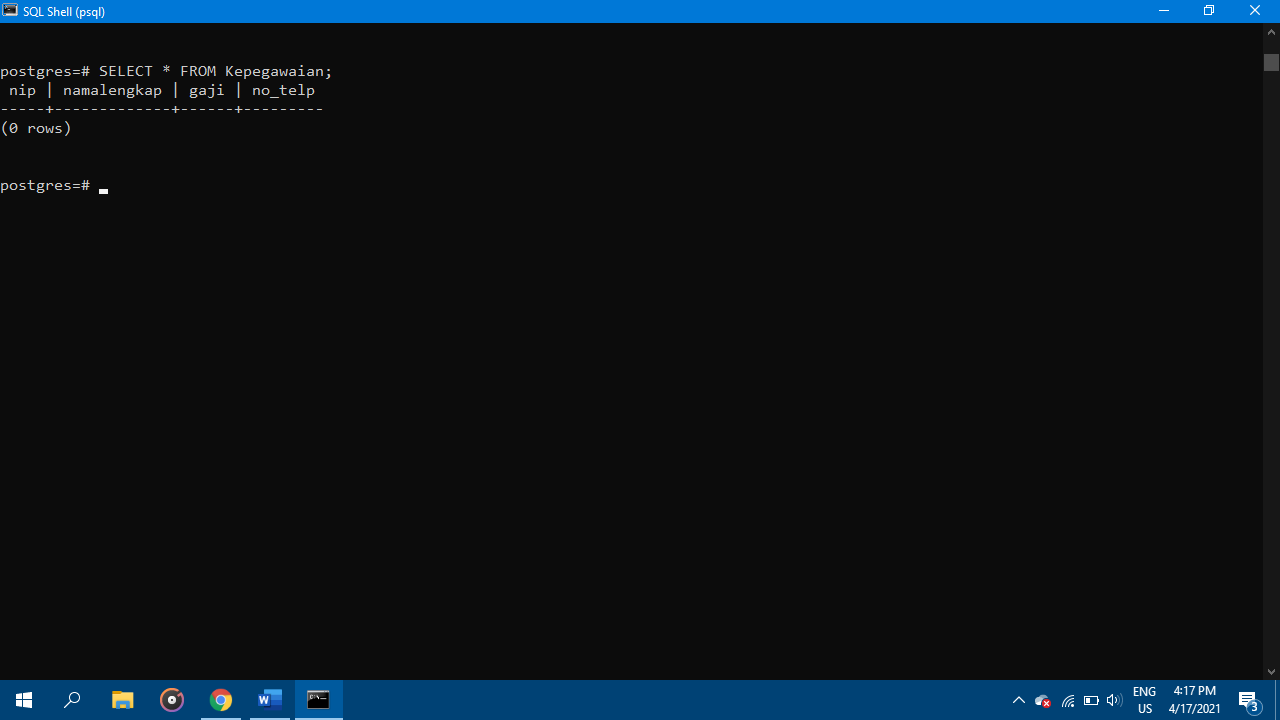 SQL Shell (psql)
postgres=# SELECT * FROM Kepegawaian;
 nip | namalengkap | gaji | no_telp
-----+-------------+------+---------
(0 rows)
postgres=#
ENG
US
4:17 PM
4/17/2021
3